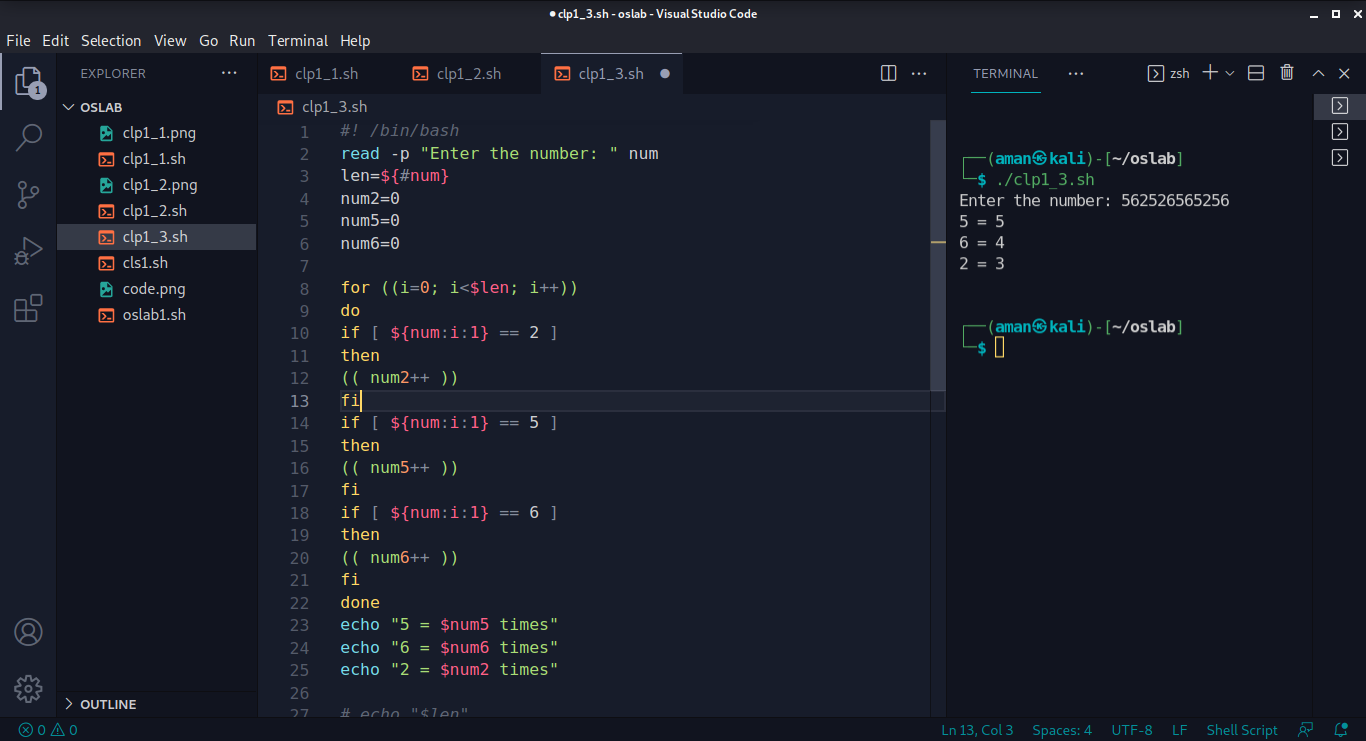 clp1_3.sh - oslab - Visual Studio Code
File Edit Selection View Go Run Terminal Help
EXPLORER
OSLAB
clp1_1.png
clp1_1.sh
clp1_2.png
clp1_2.sh
clp1_3.sh
cls1.sh
code.png
oslab1.sh
OUTLINE
1
clp1_1.sh clp1_2.sh clp1_3.sh
clp1_3.sh
1 #! /bin/bash
2 read -p "Enter the number: " num
3 len=${#num}
4 num2=0
5 num5=0
6 num6=0
7
8 for ((i=0; i<$len; i++))
9 do
10 if [ ${num:i:1} == 2 ]
11 then
12 (( num2++ ))
13 fi
14 if [ ${num:i:1} == 5 ]
15 then
16 (( num5++ ))
17 fi
18 if [ ${num:i:1} == 6 ]
19 then
20 (( num6++ ))
21 fi
22 done
23 echo "5 = $num5 times"
24 echo "6 = $num6 times"
25 echo "2 = $num2 times"
26
27 # echo "$len"
TERMINAL zsh
(aman㉿kali)-[~/oslab]
$ ./clp1_3.sh
Enter the number: 562526565256
5 = 5
6 = 4
2 = 3
(aman㉿kali)-[~/oslab]
$
0 0 Ln 13, Col 3 Spaces: 4 UTF-8 LF Shell Script